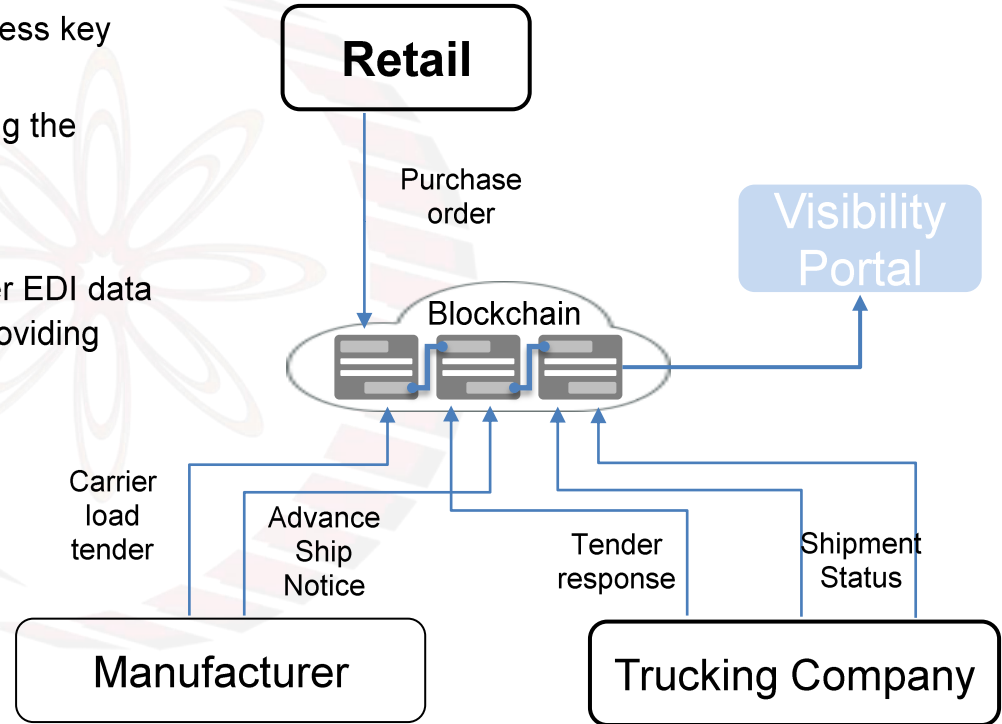 ess key
g the
er EDI data
oviding
Retail
Purchase
order
Visibility
Portal
Blockchain
Carrier
load
tender
Advance
Ship
Notice
Tender
response
Shipment
Status
Manufacturer
Trucking Company